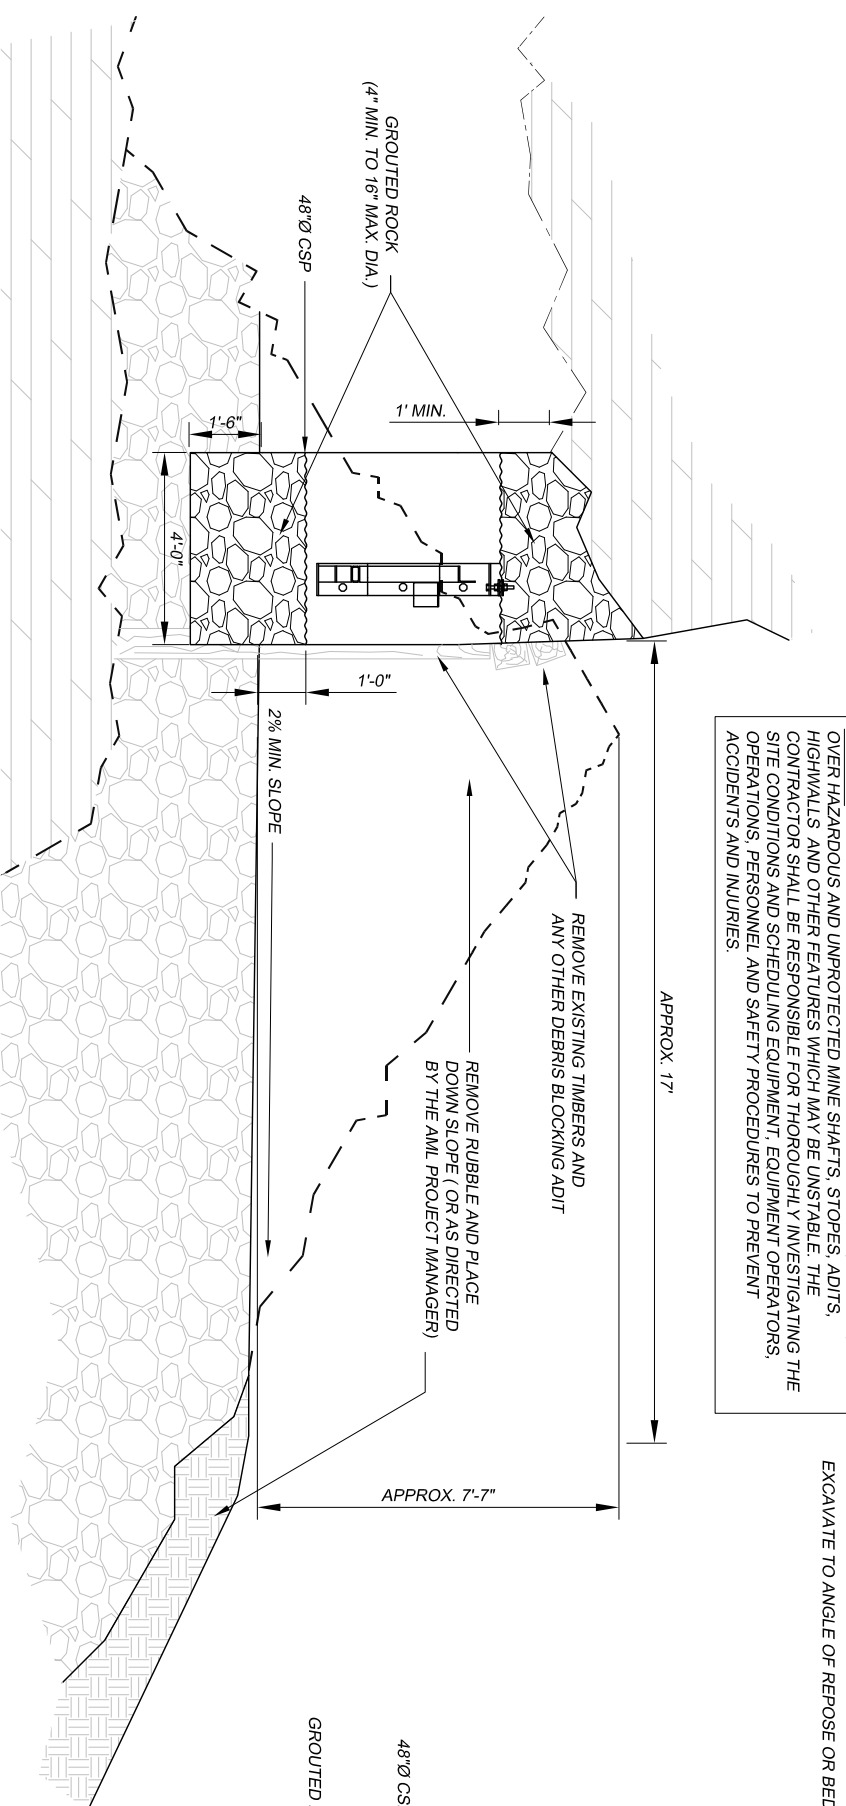 OVER HAZARDOUS AND UNPROTECTED MINE SHAFTS, STOPES, ADITS,
HIGHWALLS AND OTHER FEATURES WHICH MAY BE UNSTABLE. THE
CONTRACTOR SHALL BE RESPONSIBLE FOR THOROUGHLY INVESTIGATING THE
SITE CONDITIONS AND SCHEDULING EQUIPMENT, EQUIPMENT OPERATORS,
OPERATIONS, PERSONNEL AND SAFETY PROCEDURES TO PREVENT
ACCIDENTS AND INJURIES.
EXCAVATE TO ANGLE OF REPOSE OR BED
APPROX. 17'
GROUTED ROCK
(4" MIN. TO 16" MAX. DIA.)
48"Ø CSP
1' MIN.
1'-6"
4'-0"
1'-0"
2% MIN. SLOPE
REMOVE EXISTING TIMBERS AND
ANY OTHER DEBRIS BLOCKING ADIT
REMOVE RUBBLE AND PLACE
DOWN SLOPE ( OR AS DIRECTED
BY THE AML PROJECT MANAGER)
APPROX. 7'-7"
48"Ø CS
GROUTED